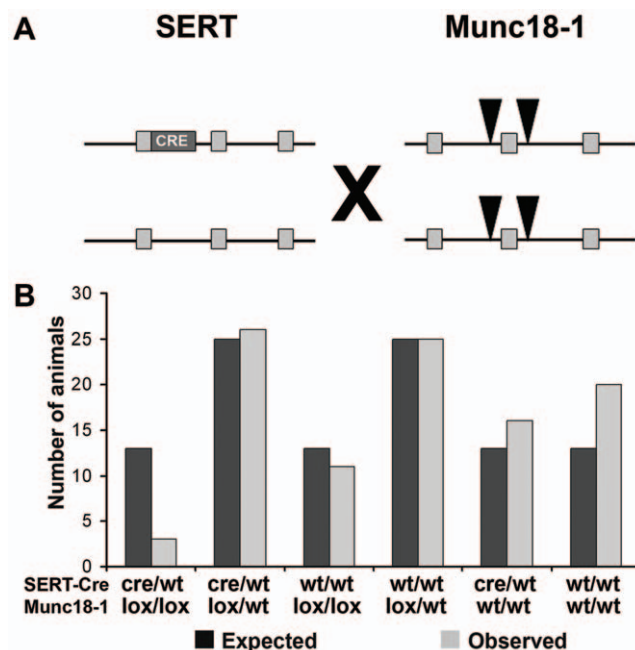 A
SERT Munc18-1
CRE
X
B
Number of animals
30
25
20
15
10
5
0
SERT-Cre cre/wt cre/wt wt/wt wt/wt cre/wt wt/wt
Munc18-1 lox/lox lox/wt lox/lox lox/wt wt/wt wt/wt
Expected Observed